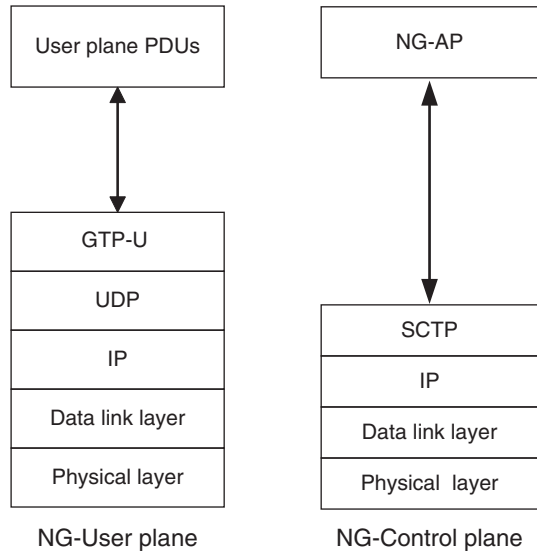 User plane PDUs
GTP-U
UDP
IP
Data link layer
Physical layer
NG-User plane
NG-AP
SCTP
IP
Data link layer
Physical layer
NG-Control plane